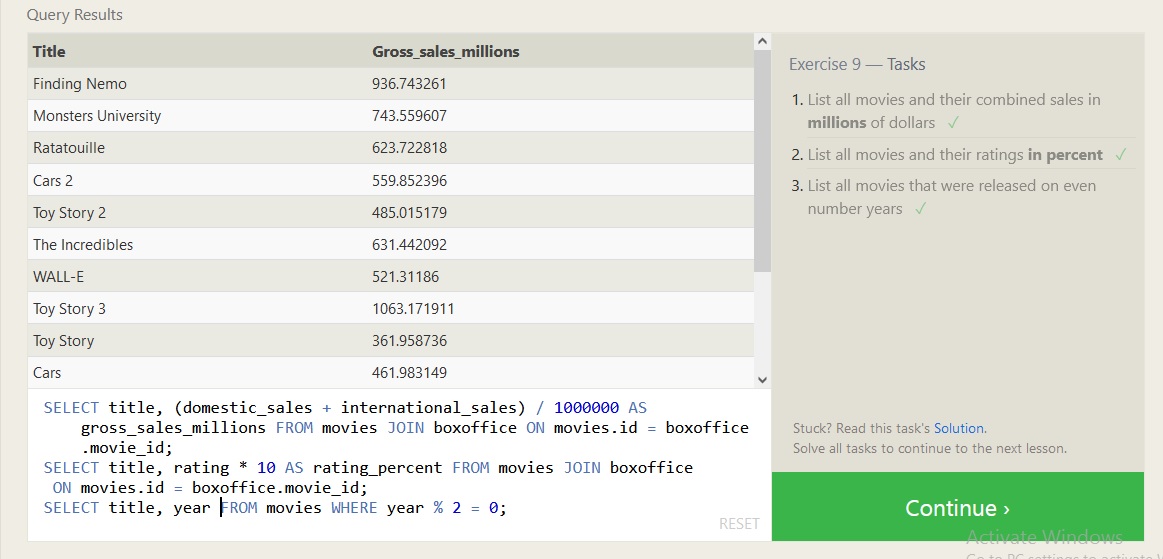 Query Results
Title Gross_sales_millions
Finding Nemo 936.743261
Monsters University 743.559607
Ratatouille 623.722818
Cars 2 559.852396
Toy Story 2 485.015179
The Incredibles 631.442092
WALL-E 521.31186
Toy Story 3 1063.171911
Toy Story 361.958736
Cars 461.983149
SELECT title, (domestic_sales + international_sales) / 1000000 AS
gross_sales_millions FROM movies JOIN boxoffice ON movies.id = boxoffice
.movie_id;
SELECT title, rating * 10 AS rating_percent FROM movies JOIN boxoffice
ON movies.id = boxoffice.movie_id;
SELECT title, year FROM movies WHERE year % 2 = 0;
RESET
Exercise 9 — Tasks
1. List all movies and their combined sales in
millions of dollars ✓
2. List all movies and their ratings in percent ✓
3. List all movies that were released on even
number years ✓
Stuck? Read this task's Solution.
Solve all tasks to continue to the next lesson.
Continue ›
Activate Windows
Go to PC settings to activate